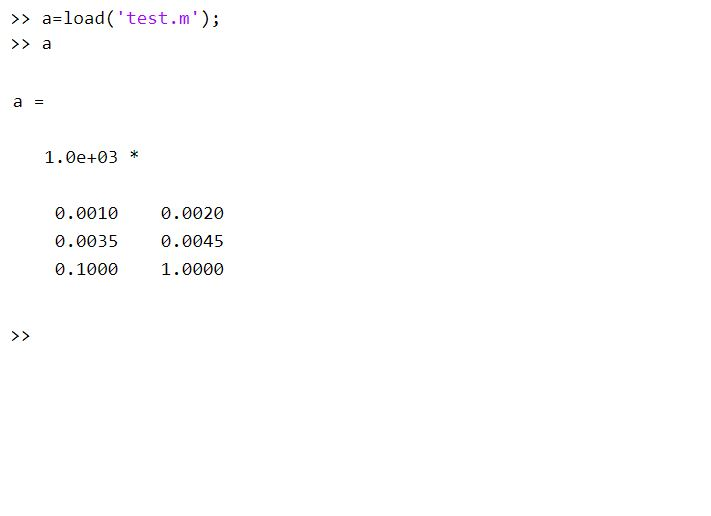 >> a=load('test.m');
>> a
a =
1.0e+03 *
0.0010 0.0020
0.0035 0.0045
0.1000 1.0000
>>